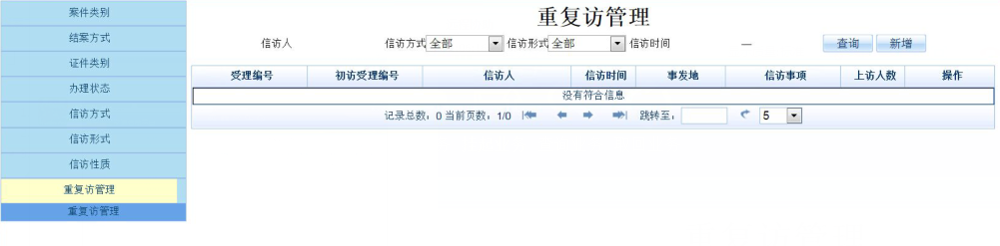 案件类别
结案方式
证件类别
办理状态
信访方式
信访形式
信访性质
重复访管理
重复访管理
重复访管理
信访人 信访方式 全部 信访形式 全部 信访时间 — 查询 新增
受理编号 初访受理编号 信访人 信访时间 事发地 信访事项 上访人数 操作
没有符合信息
记录总数：0 当前页数：1/0 跳转至： 5